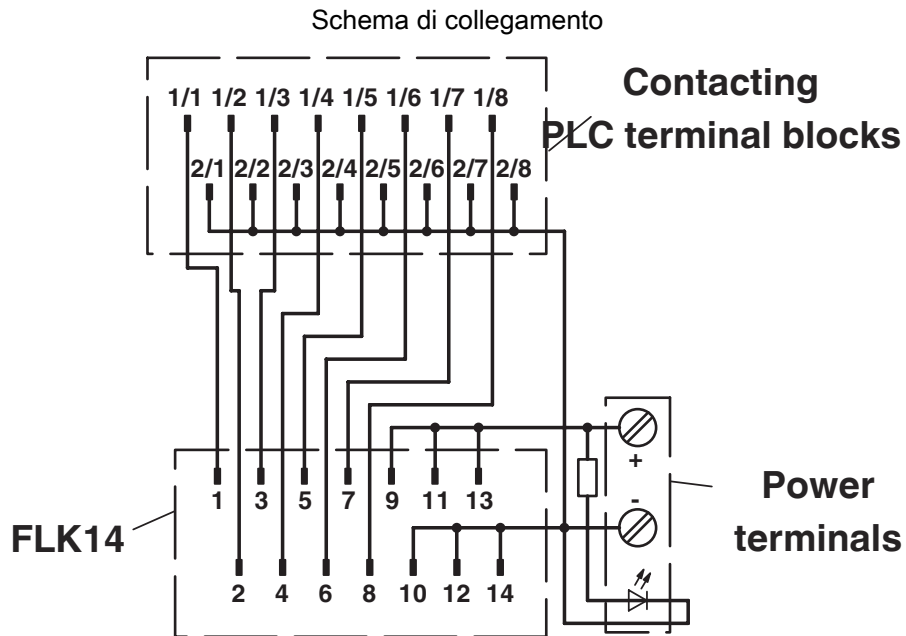 Schema di collegamento
Contacting
PLC terminal blocks
1/1 1/2 1/3 1/4 1/5 1/6 1/7 1/8
2/1 2/2 2/3 2/4 2/5 2/6 2/7 2/8
+
-
1 3 5 7 9 11 13
Power
terminals
FLK14
2 4 6 8 10 12 14